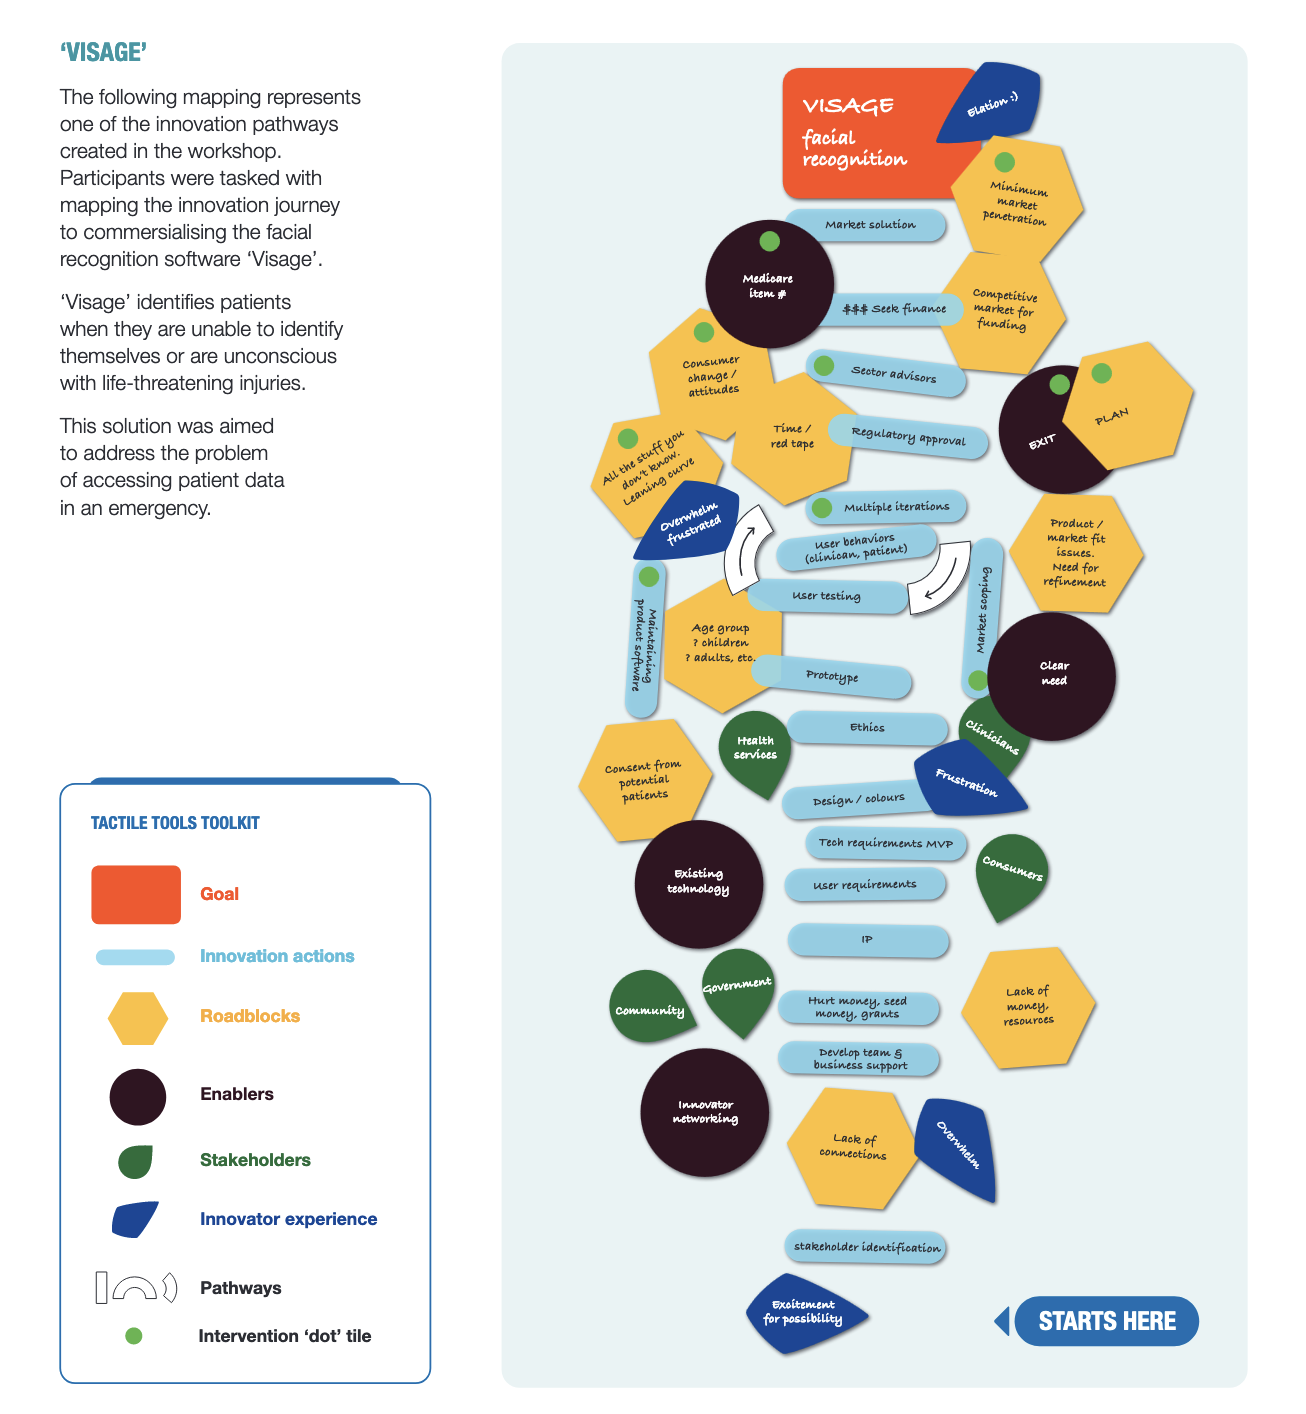 ‘VISAGE’
The following mapping represents
one of the innovation pathways
created in the workshop.
Participants were tasked with
mapping the innovation journey
to commersialising the facial
recognition software ‘Visage’.
‘Visage’ identifies patients
when they are unable to identify
themselves or are unconscious
with life-threatening injuries.
This solution was aimed
to address the problem
of accessing patient data
in an emergency.
TACTILE TOOLS TOOLKIT
Goal
Innovation actions
Roadblocks
Enablers
Stakeholders
Innovator experience
Pathways
Intervention ‘dot’ tile
VISAGE
facial
recognition
Elation :)
Minimum
market
penetration
Market solution
Medicare
item #
$$$ Seek finance
Competitive
market for
funding
Consumer
change /
attitudes
Sector advisors
EXIT
PLAN
Time /
red tape
Regulatory approval
All the stuff you
don't know.
Leaning curve
Overwhelm
frustrated
Multiple iterations
User behaviors
(clinican, patient)
User testing
Product /
market fit
issues.
Need for
refinement
Market scoping
Maintaining
product software
Age group
? children
? adults, etc.
Prototype
Clear
need
Ethics
Health
services
Clinicians
Frustration
Consent from
potential
patients
Design / colours
Tech requirements MVP
Existing
technology
User requirements
Consumers
IP
Community
Government
Hurt money, seed
money, grants
Lack of
money,
resources
Develop team &
business support
Innovator
networking
Lack of
connections
Overwhelm
stakeholder identification
Excitement
for possibility
STARTS HERE